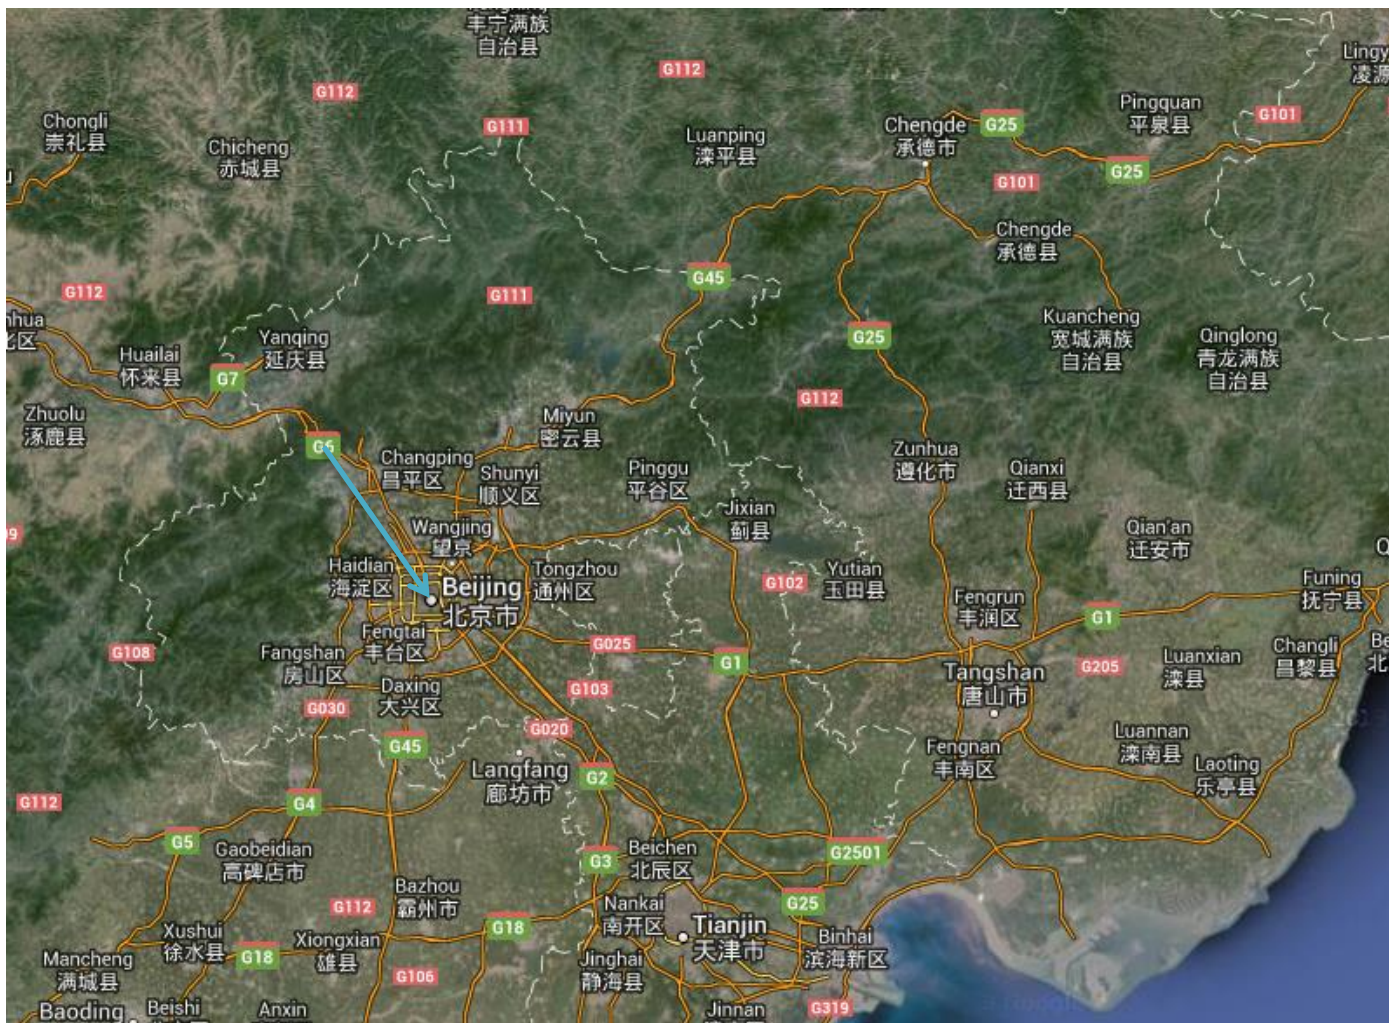 丰宁满族
自治县
G112
G112
Lingy
凌源
Chongli
崇礼县
Chicheng
赤城县
G111
Luanping
滦平县
Chengde
承德市
G25
Pingquan
平泉县
G101
G25
G101
Chengde
承德县
G45
G112
G111
nhua
化区
Huailai
怀来县
Yanqing
延庆县
G7
G25
Kuancheng
宽城满族
自治县
Qinglong
青龙满族
自治县
G112
Zhuolu
涿鹿县
G6
Miyun
密云县
Changping
昌平区
Shunyi
顺义区
Pinggu
平谷区
Zunhua
遵化市
Qianxi
迁西县
Jixian
蓟县
Wangjing
望京
Qian'an
迁安市
09
Haidian
海淀区
Beijing
北京市
Tongzhou
通州区
G102
Yutian
玉田县
Fengrun
丰润区
G1
Funing
抚宁县
Q
Fengtai
丰台区
G108
Fangshan
房山区
G025
G1
G205
Luanxian
滦县
Changli
昌黎县
Be
北
Daxing
大兴区
G103
Tangshan
唐山市
G030
G020
G45
Langfang
廊坊市
G2
Fengnan
丰南区
Luannan
滦南县
Laoting
乐亭县
G112
G4
G5
Gaobeidian
高碑店市
G3
Beichen
北辰区
G2501
Bazhou
霸州市
G112
Nankai
南开区
G25
Tianjin
天津市
G18
Xushui
徐水县
G18
Xiongxian
雄县
Binhai
滨海新区
Mancheng
满城县
G106
Jinghai
静海县
Baoding
Beishi
Anxin
Jinnan
G319